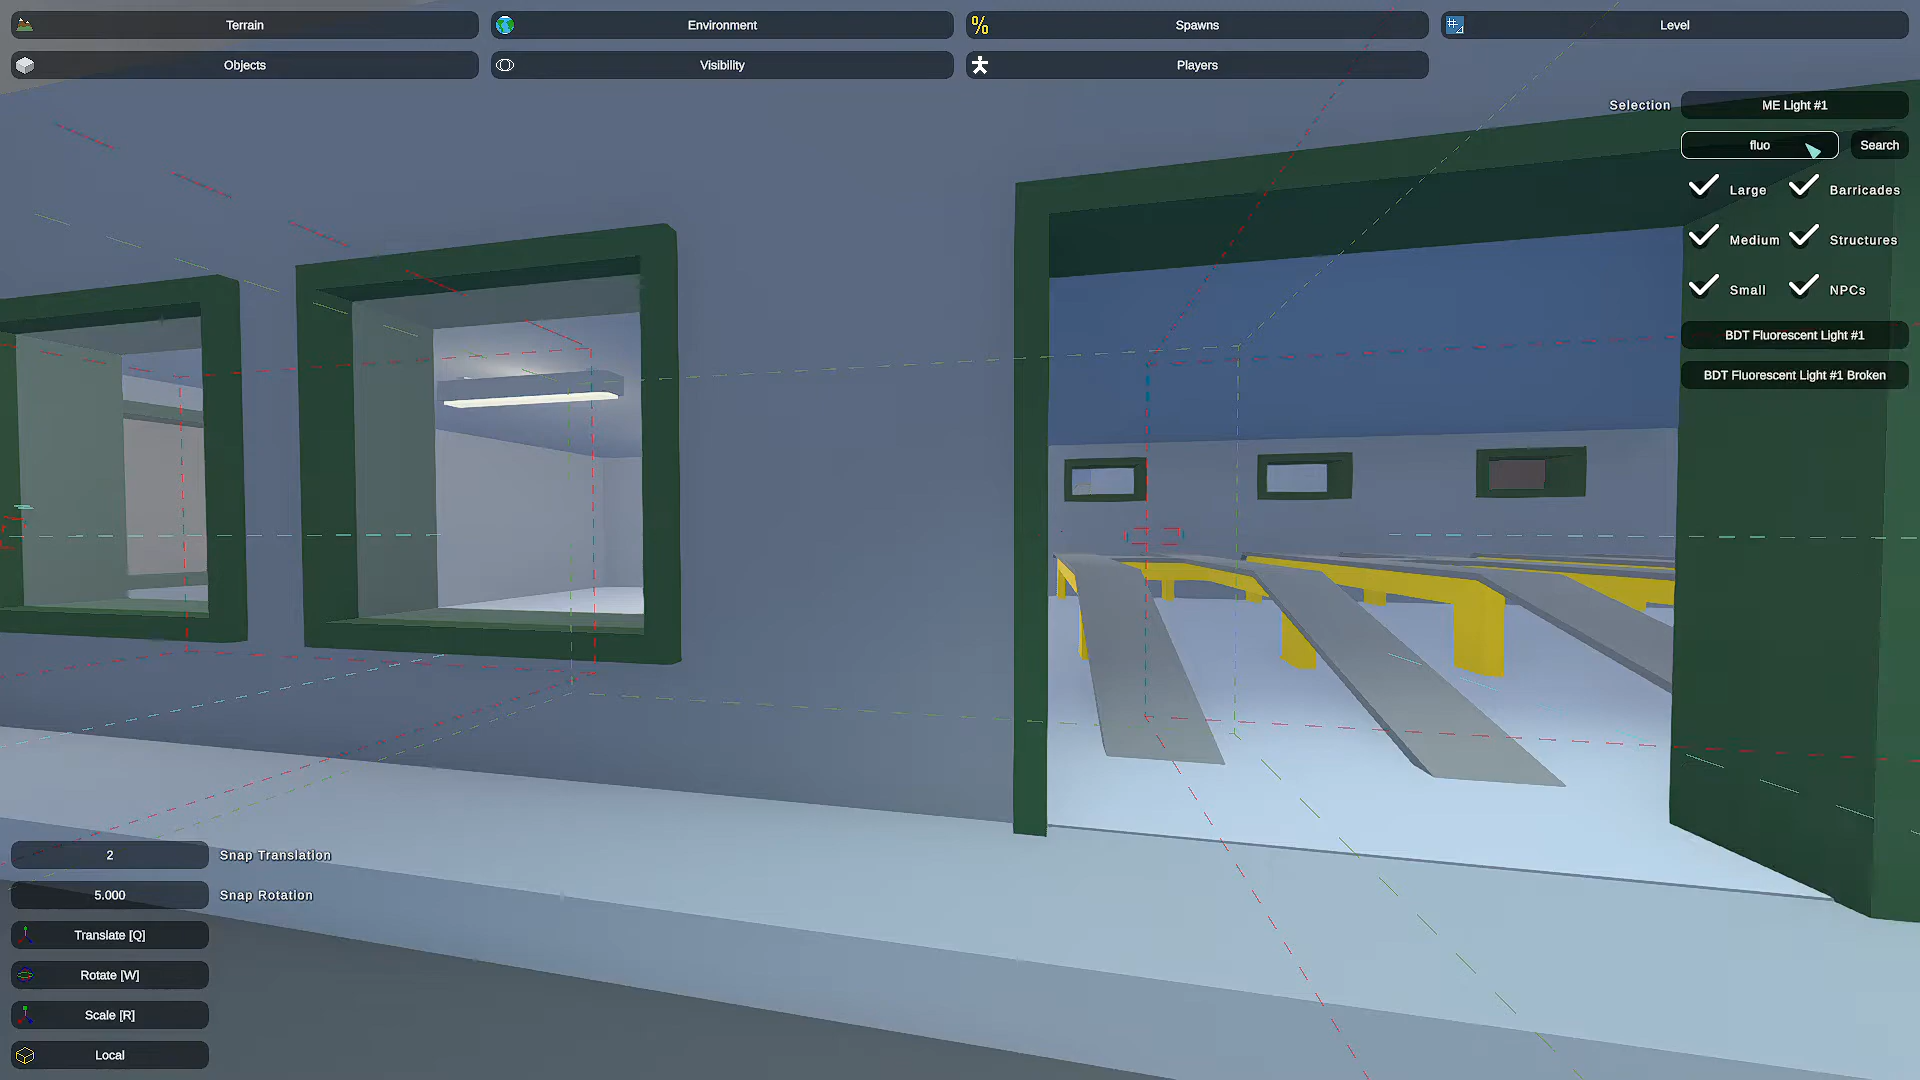 Terrain
Environment
Spawns
Level
Objects
Visibility
Players
Selection
ME Light #1
fluo
Search
Large
Barricades
Medium
Structures
Small
NPCs
BDT Fluorescent Light #1
BDT Fluorescent Light #1 Broken
2
Snap Translation
5.000
Snap Rotation
Translate [Q]
Rotate [W]
Scale [R]
Local